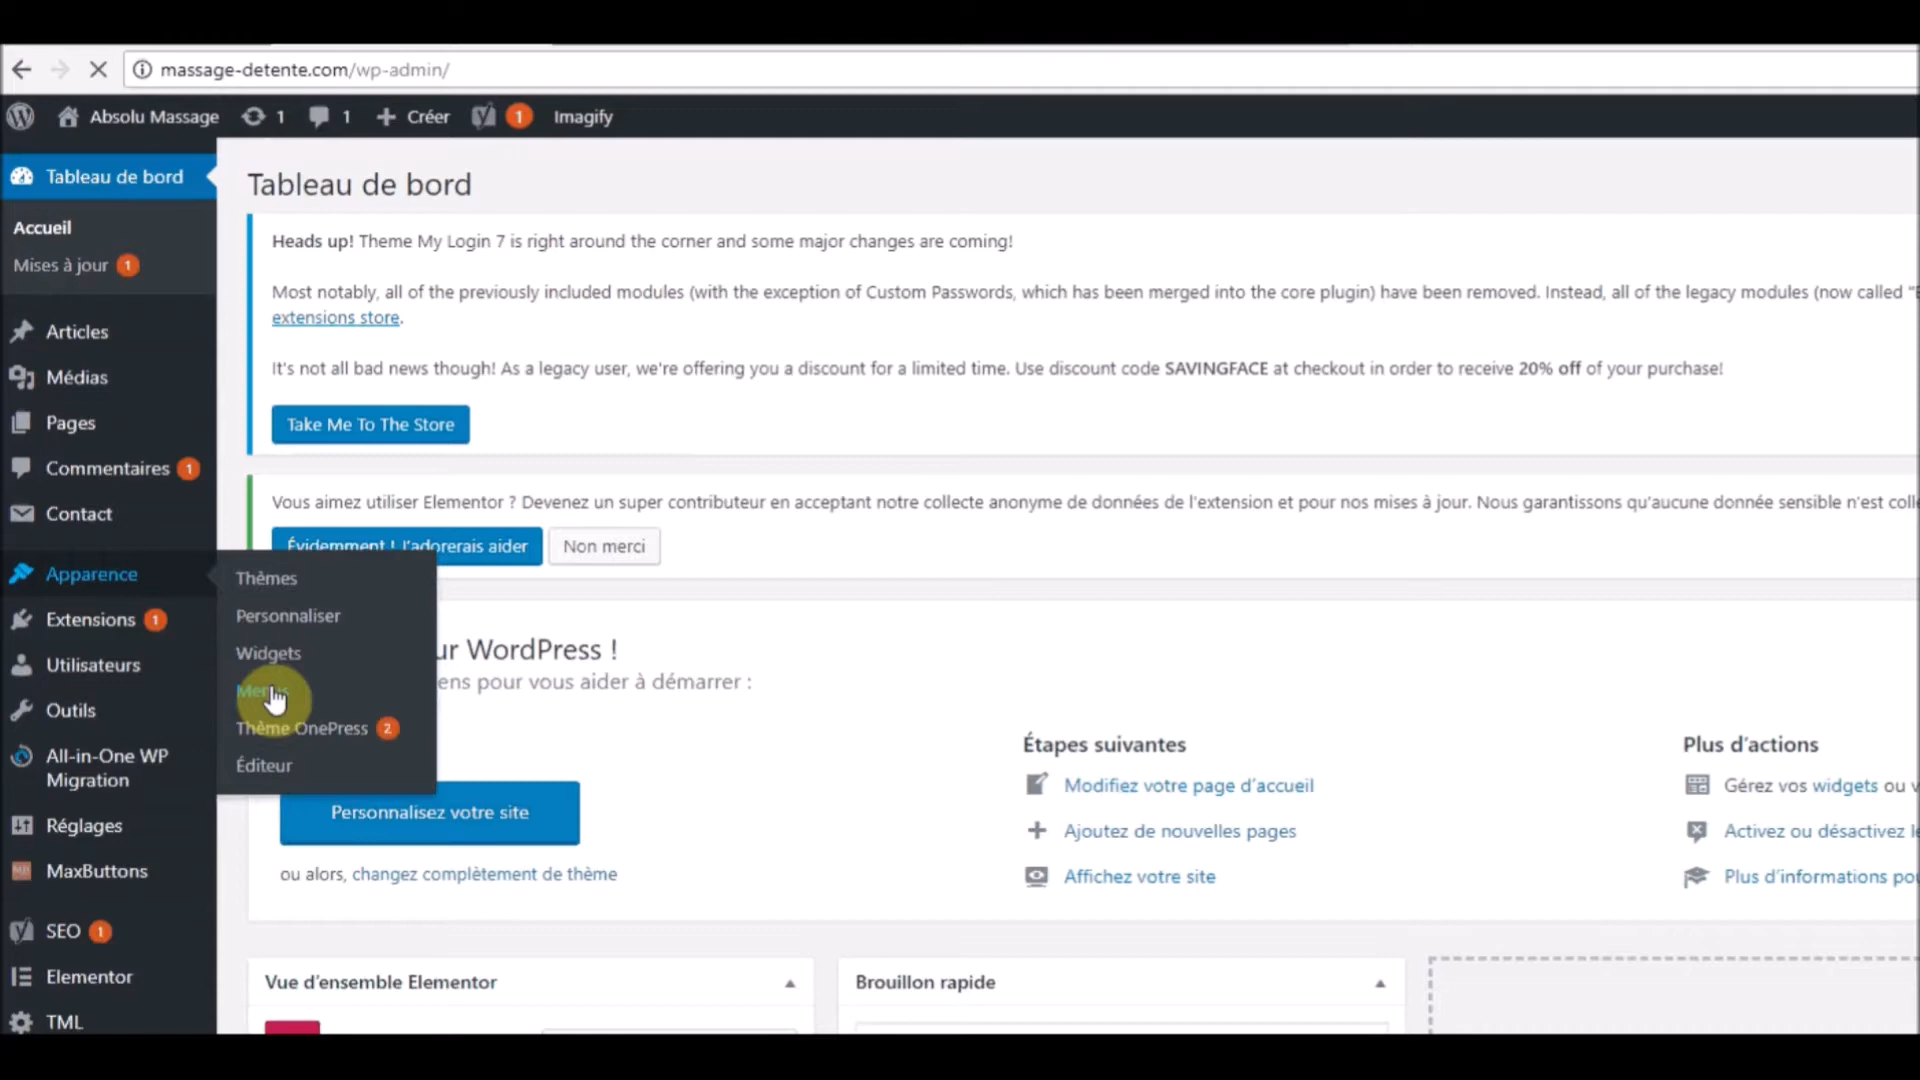 massage-detente.com/wp-admin/
Absolu Massage 1 1 Créer 1 Imagify
Tableau de bord
Accueil
Mises à jour 1
Articles
Médias
Pages
Commentaires 1
Contact
Apparence
Extensions 1
Utilisateurs
Outils
All-in-One WP
Migration
Réglages
MaxButtons
SEO 1
Elementor
TML
Thèmes
Personnaliser
Widgets
Thème OnePress 2
Éditeur
Tableau de bord
Heads up! Theme My Login 7 is right around the corner and some major changes are coming!
Most notably, all of the previously included modules (with the exception of Custom Passwords, which has been merged into the core plugin) have been removed. Instead, all of the legacy modules (now called
extensions store.
It's not all bad news though! As a legacy user, we're offering you a discount for a limited time. Use discount code SAVINGFACE at checkout in order to receive 20% off of your purchase!
Take Me To The Store
Vous aimez utiliser Elementor ? Devenez un super contributeur en acceptant notre collecte anonyme de données de l'extension et pour nos mises à jour. Nous garantissons qu'aucune donnée sensible n'est
Évidemment ! J'adorerais aider Non merci
WordPress !
pour vous aider à démarrer :
Personnalisez votre site
ou alors, changez complètement de thème
Étapes suivantes
Modifiez votre page d'accueil
Ajoutez de nouvelles pages
Affichez votre site
Plus d'actions
Gérez vos widgets ou
Activez ou désactivez
Plus d'informations
Vue d'ensemble Elementor
Brouillon rapide